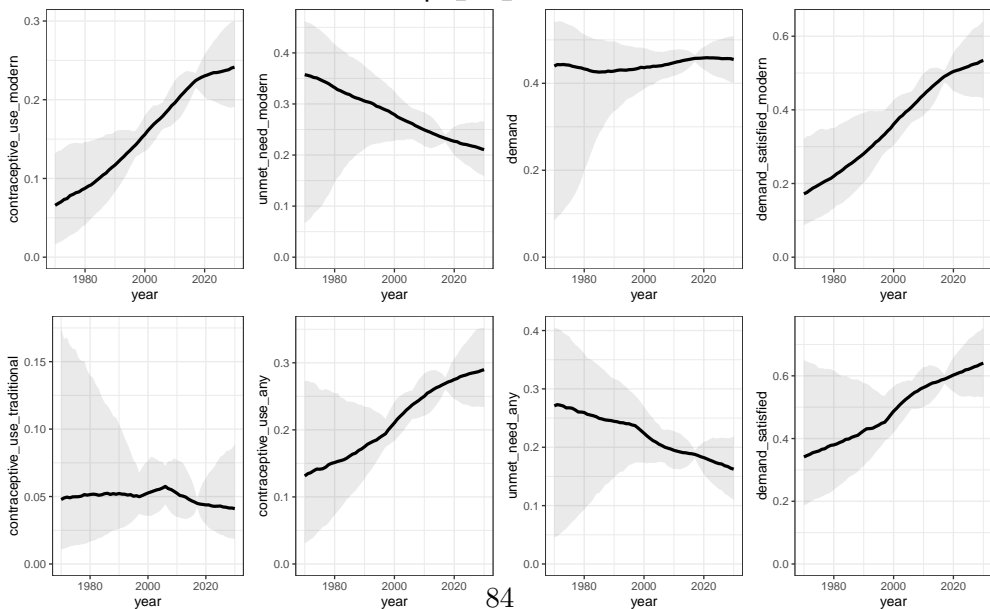 0.3
0.2
0.1
0.0
contraceptive_use_modern
1980 2000 2020
year
0.4
0.3
0.2
0.1
0.0
unmet_need_modern
1980 2000 2020
year
0.4
0.2
0.0
demand
1980 2000 2020
year
0.6
0.4
0.2
0.0
demand_satisfied_modern
1980 2000 2020
year
0.15
0.10
0.05
0.00
contraceptive_use_traditional
1980 2000 2020
year
0.3
0.2
0.1
0.0
contraceptive_use_any
1980 2000 2020
year
0.4
0.3
0.2
0.1
0.0
unmet_need_any
1980 2000 2020
year
0.6
0.4
0.2
0.0
demand_satisfied
1980 2000 2020
year
84